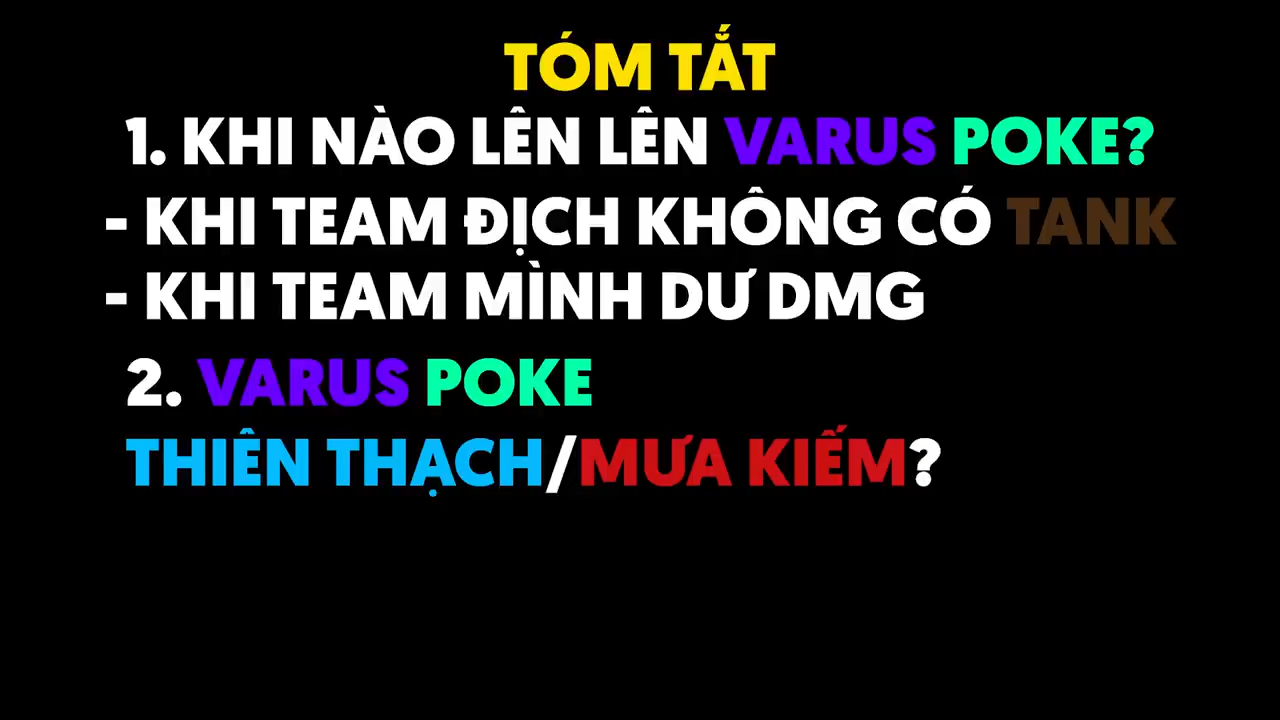 TÓM TẮT
1. KHI NÀO LÊN LÊN VARUS POKE?
- KHI TEAM ĐỊCH KHÔNG CÓ TANK
- KHI TEAM MÌNH DƯ DMG
2. VARUS POKE
THIÊN THẠCH/MƯA KIẾM?